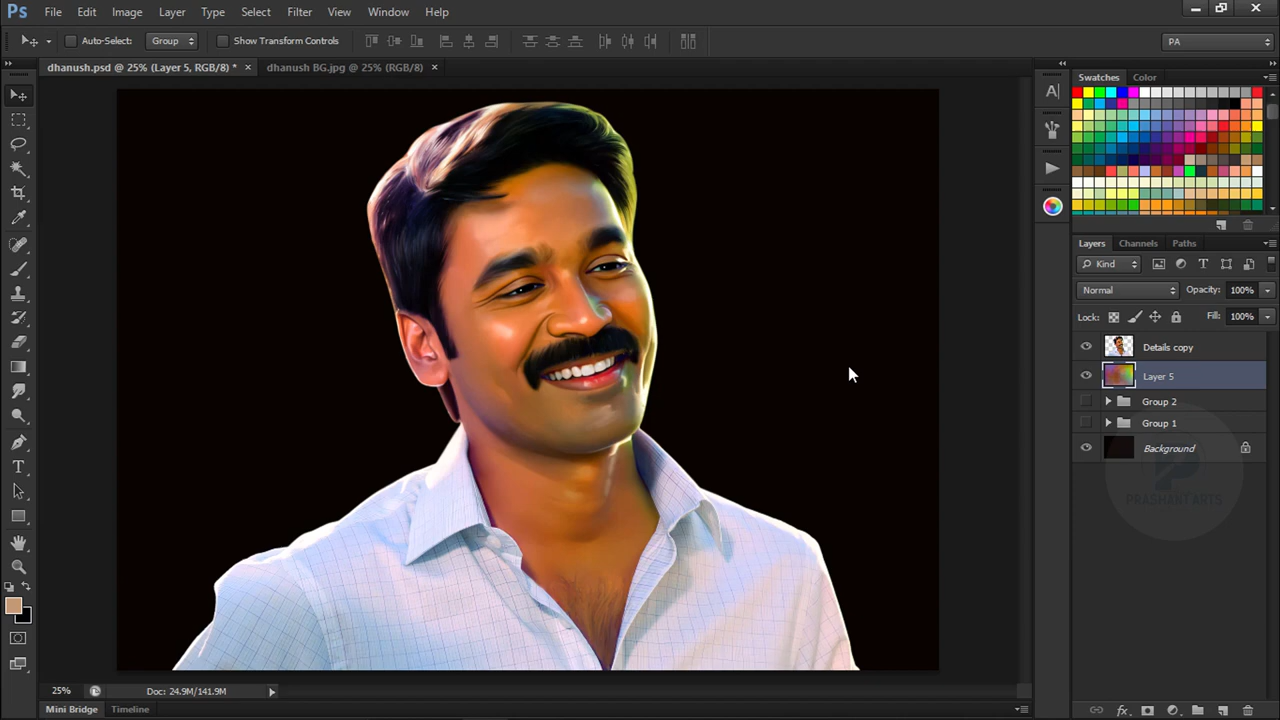 Ps File Edit Image Layer Type Select Filter View Window Help
Auto-Select: Group Show Transform Controls PA
dhanush.psd @ 25% (Layer 5, RGB/8) * × dhanush BG.jpg @ 25% (RGB/8) ×
Swatches Color
Layers Channels Paths
Kind
Normal Opacity: 100%
Lock: Fill: 100%
Details copy
Layer 5
Group 2
Group 1
Background
PRASHANT ARTS
25% Doc: 24.9M/141.9M
Mini Bridge Timeline